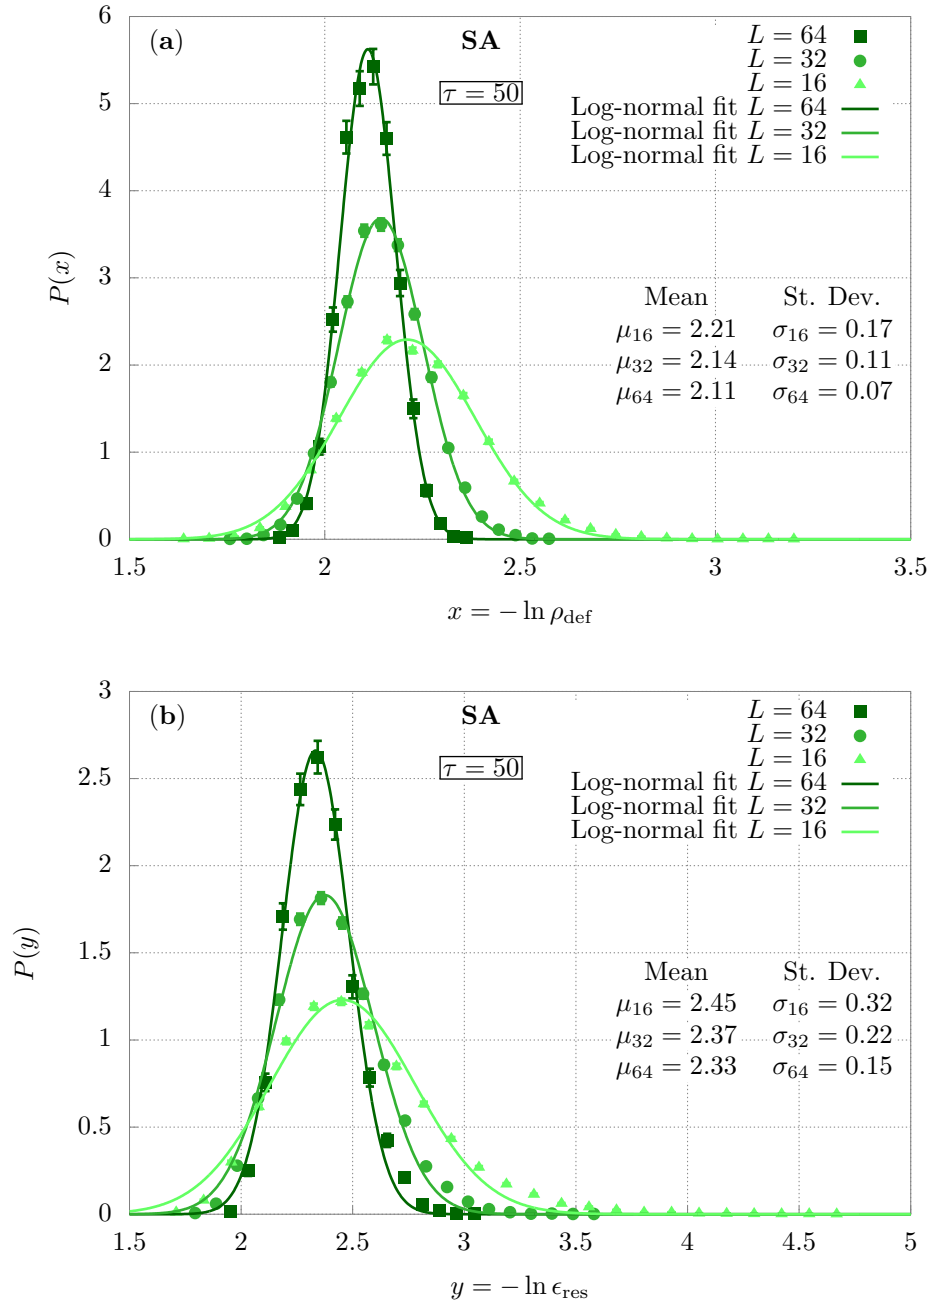 (a)
SA
τ = 50
L = 64
L = 32
L = 16
Log-normal fit L = 64
Log-normal fit L = 32
Log-normal fit L = 16
Mean St. Dev.
μ16 = 2.21 σ16 = 0.17
μ32 = 2.14 σ32 = 0.11
μ64 = 2.11 σ64 = 0.07
P(x)
6
5
4
3
2
1
0
1.5 2 2.5 3 3.5
x = − ln ρdef
(b)
SA
τ = 50
L = 64
L = 32
L = 16
Log-normal fit L = 64
Log-normal fit L = 32
Log-normal fit L = 16
Mean St. Dev.
μ16 = 2.45 σ16 = 0.32
μ32 = 2.37 σ32 = 0.22
μ64 = 2.33 σ64 = 0.15
P(y)
3
2.5
2
1.5
1
0.5
0
1.5 2 2.5 3 3.5 4 4.5 5
y = − ln ϵres